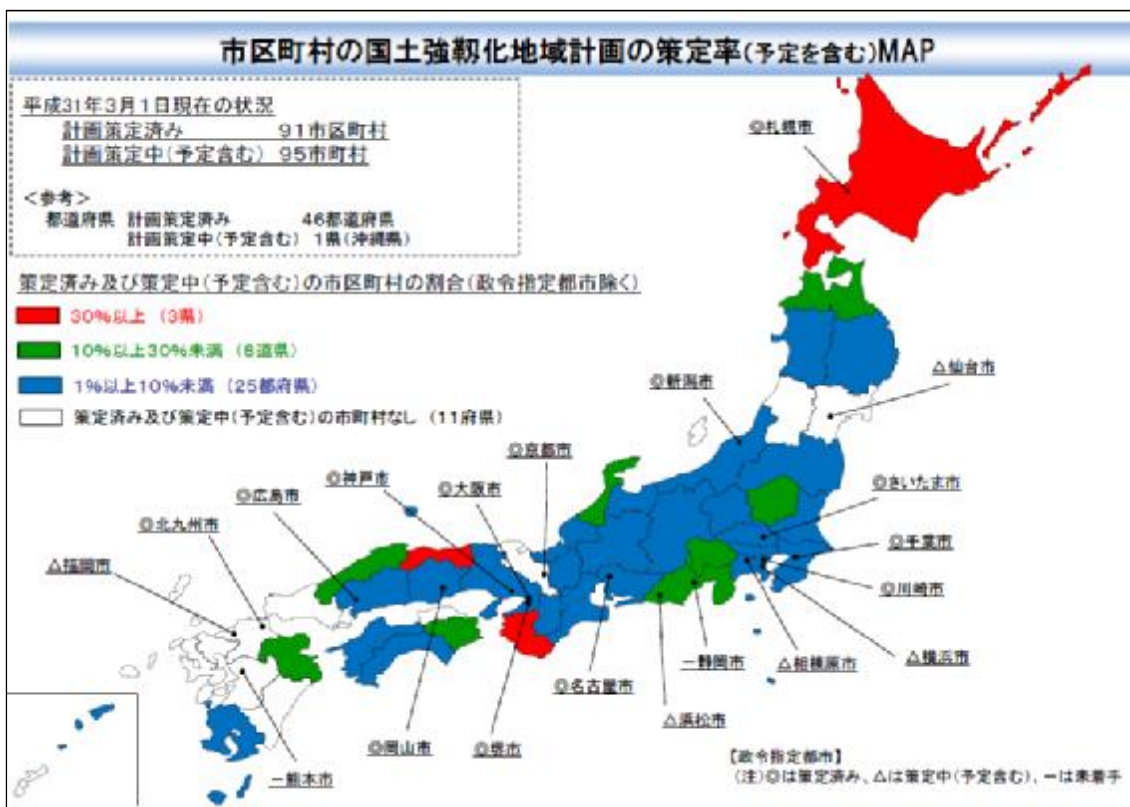 市区町村の国土強靱化地域計画の策定率(予定を含む)MAP
平成31年3月1日現在の状況
計画策定済み 91市区町村
計画策定中(予定含む) 95市町村
<参考>
都道府県 計画策定済み 46都道府県
計画策定中(予定含む) 1県(沖縄県)
策定済み及び策定中(予定含む)の市区町村の割合(政令指定都市除く)
30%以上 (3県)
10%以上30%未満 (8道県)
1%以上10%未満 (25都府県)
策定済み及び策定中(予定含む)の市町村なし (11府県)
◎札幌市
△仙台市
◎新潟市
◎京都市
◎神戸市
◎大阪市
◎広島市
◎北九州市
△福岡市
◎さいたま市
◎千葉市
◎川崎市
△横浜市
△相模原市
−静岡市
◎名古屋市
△浜松市
◎岡山市
◎堺市
−熊本市
【政令指定都市】
(注)◎は策定済み、△は策定中(予定含む)、−は未着手